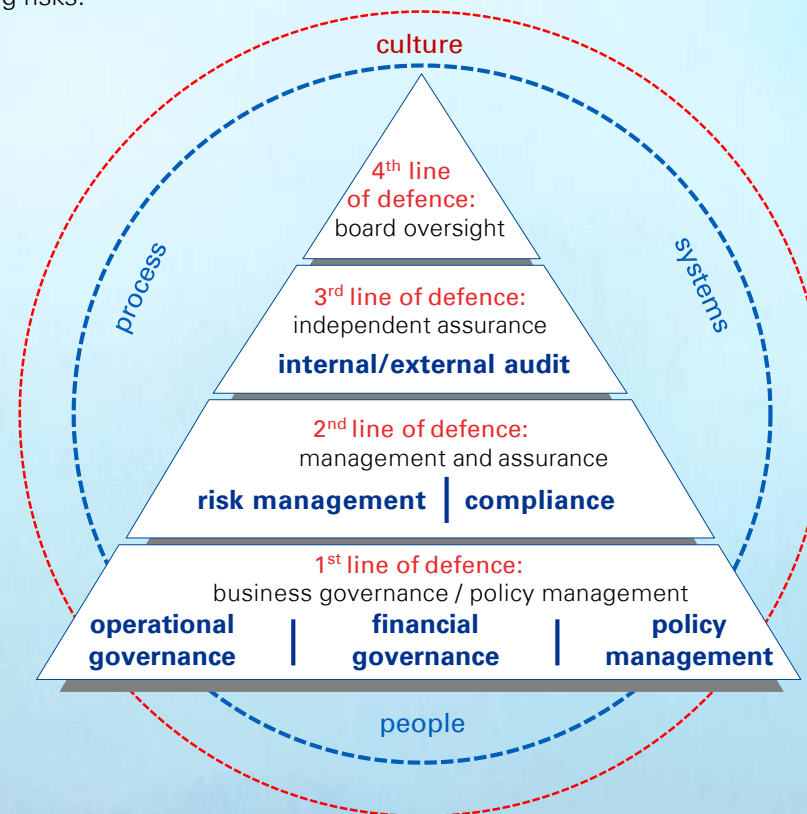 g risks.
culture
4th line
of defence:
board oversight
process
systems
3rd line of defence:
independent assurance
internal/external audit
2nd line of defence:
management and assurance
risk management | compliance
1st line of defence:
business governance / policy management
operational governance | financial governance | policy management
people